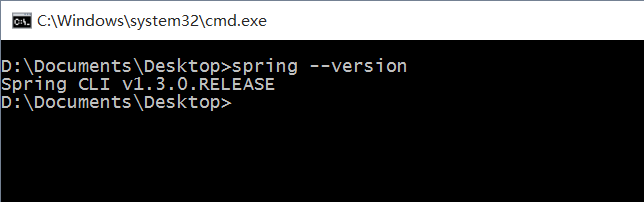 C:\Windows\system32\cmd.exe
D:\Documents\Desktop>spring --version
Spring CLI v1.3.0.RELEASE
D:\Documents\Desktop>